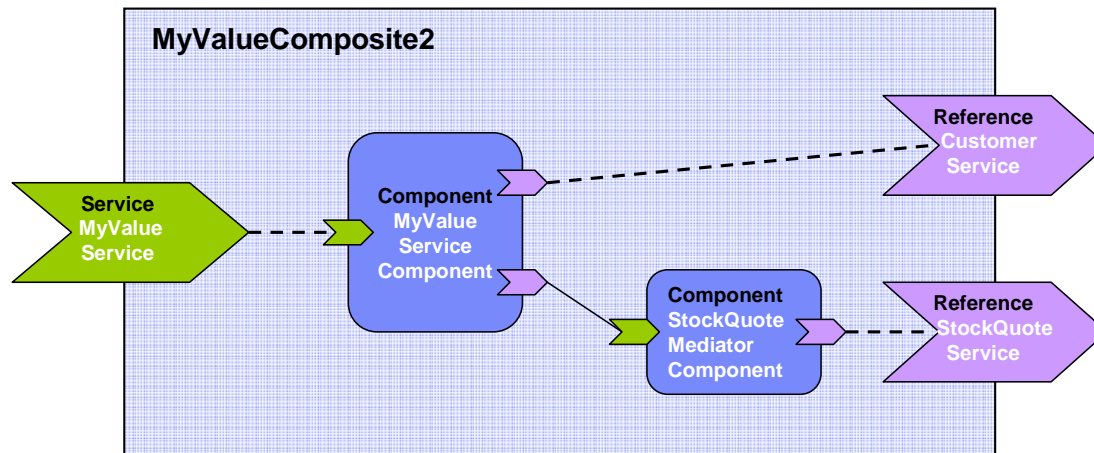 MyValueComposite2
Service
MyValue
Service
Component
MyValue
Service
Component
Component
StockQuote
Mediator
Component
Reference
Customer
Service
Reference
StockQuote
Service